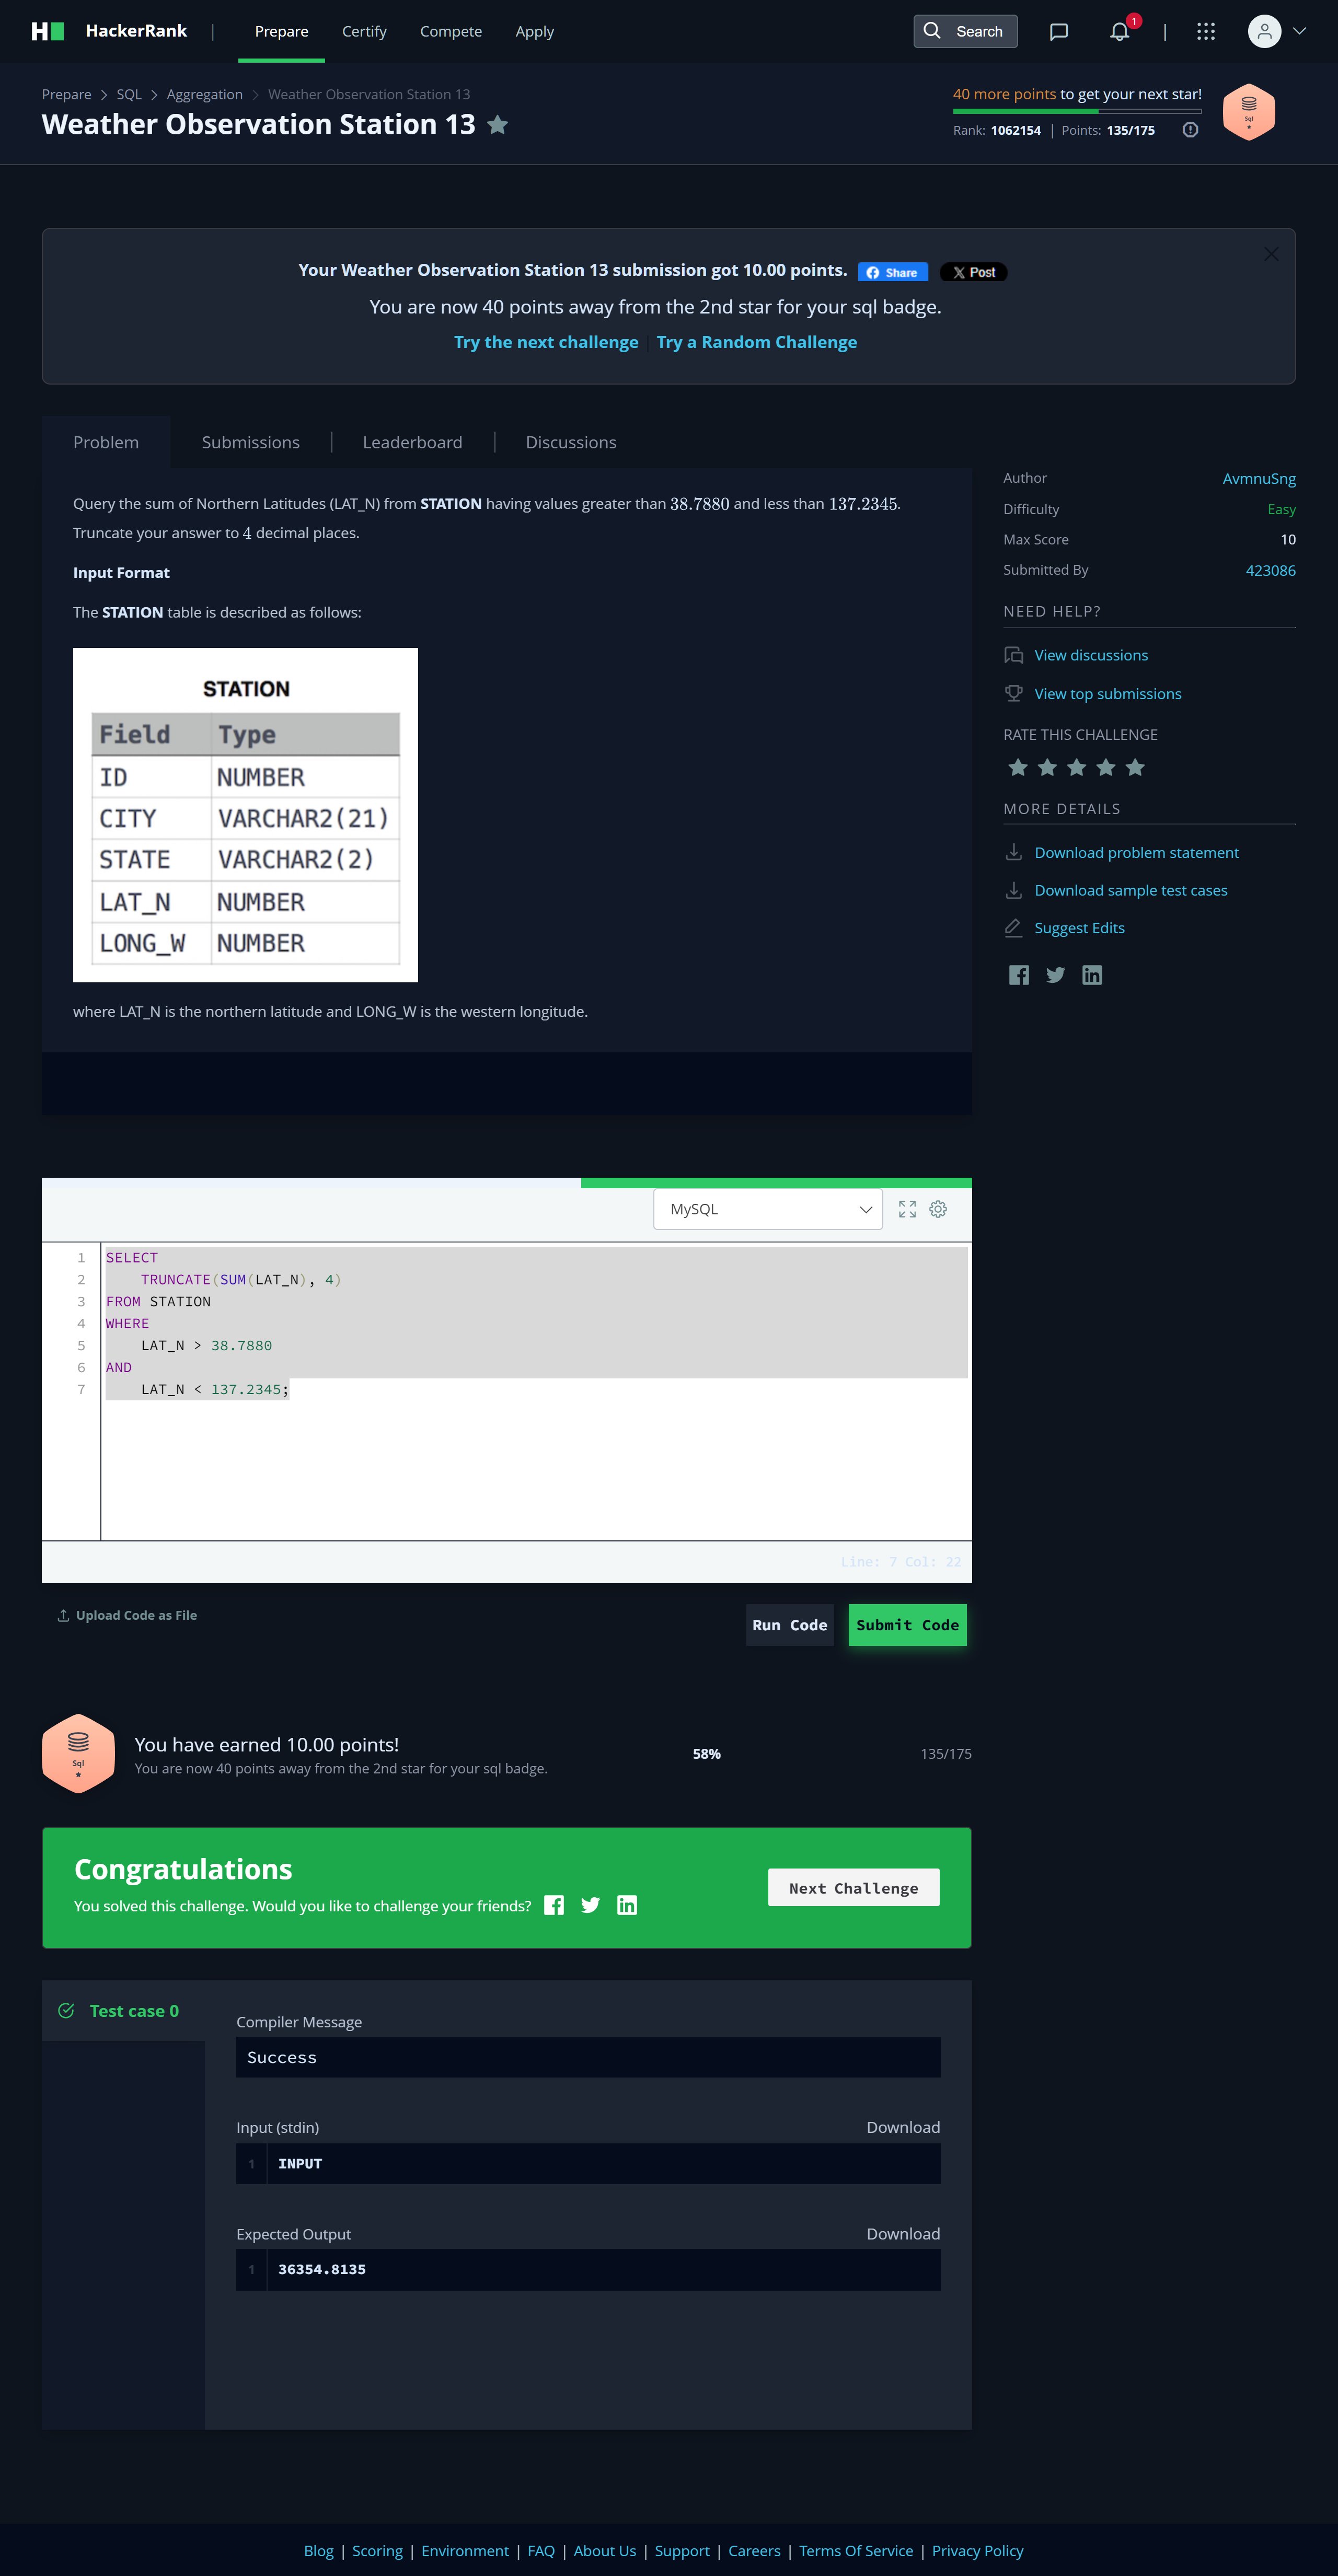 HackerRank | Prepare Certify Compete Apply Search 1
Prepare > SQL > Aggregation > Weather Observation Station 13
Weather Observation Station 13
40 more points to get your next star!
Rank: 1062154 | Points: 135/175
Sql
Your Weather Observation Station 13 submission got 10.00 points. Share Post
You are now 40 points away from the 2nd star for your sql badge.
Try the next challenge | Try a Random Challenge
Problem Submissions Leaderboard Discussions
Query the sum of Northern Latitudes (LAT_N) from STATION having values greater than 38.7880 and less than 137.2345.
Truncate your answer to 4 decimal places.
Input Format
The STATION table is described as follows:
STATION
Field Type
ID NUMBER
CITY VARCHAR2(21)
STATE VARCHAR2(2)
LAT_N NUMBER
LONG_W NUMBER
where LAT_N is the northern latitude and LONG_W is the western longitude.
Author AvmnuSng
Difficulty Easy
Max Score 10
Submitted By 423086
NEED HELP?
View discussions
View top submissions
RATE THIS CHALLENGE
MORE DETAILS
Download problem statement
Download sample test cases
Suggest Edits
MySQL
1 SELECT
2 TRUNCATE(SUM(LAT_N), 4)
3 FROM STATION
4 WHERE
5 LAT_N > 38.7880
6 AND
7 LAT_N < 137.2345;
Line: 7 Col: 22
Upload Code as File
Run Code Submit Code
Sql
You have earned 10.00 points!
You are now 40 points away from the 2nd star for your sql badge.
58% 135/175
Congratulations
You solved this challenge. Would you like to challenge your friends?
Next Challenge
Test case 0
Compiler Message
Success
Input (stdin) Download
1 INPUT
Expected Output Download
1 36354.8135
Blog | Scoring | Environment | FAQ | About Us | Support | Careers | Terms Of Service | Privacy Policy